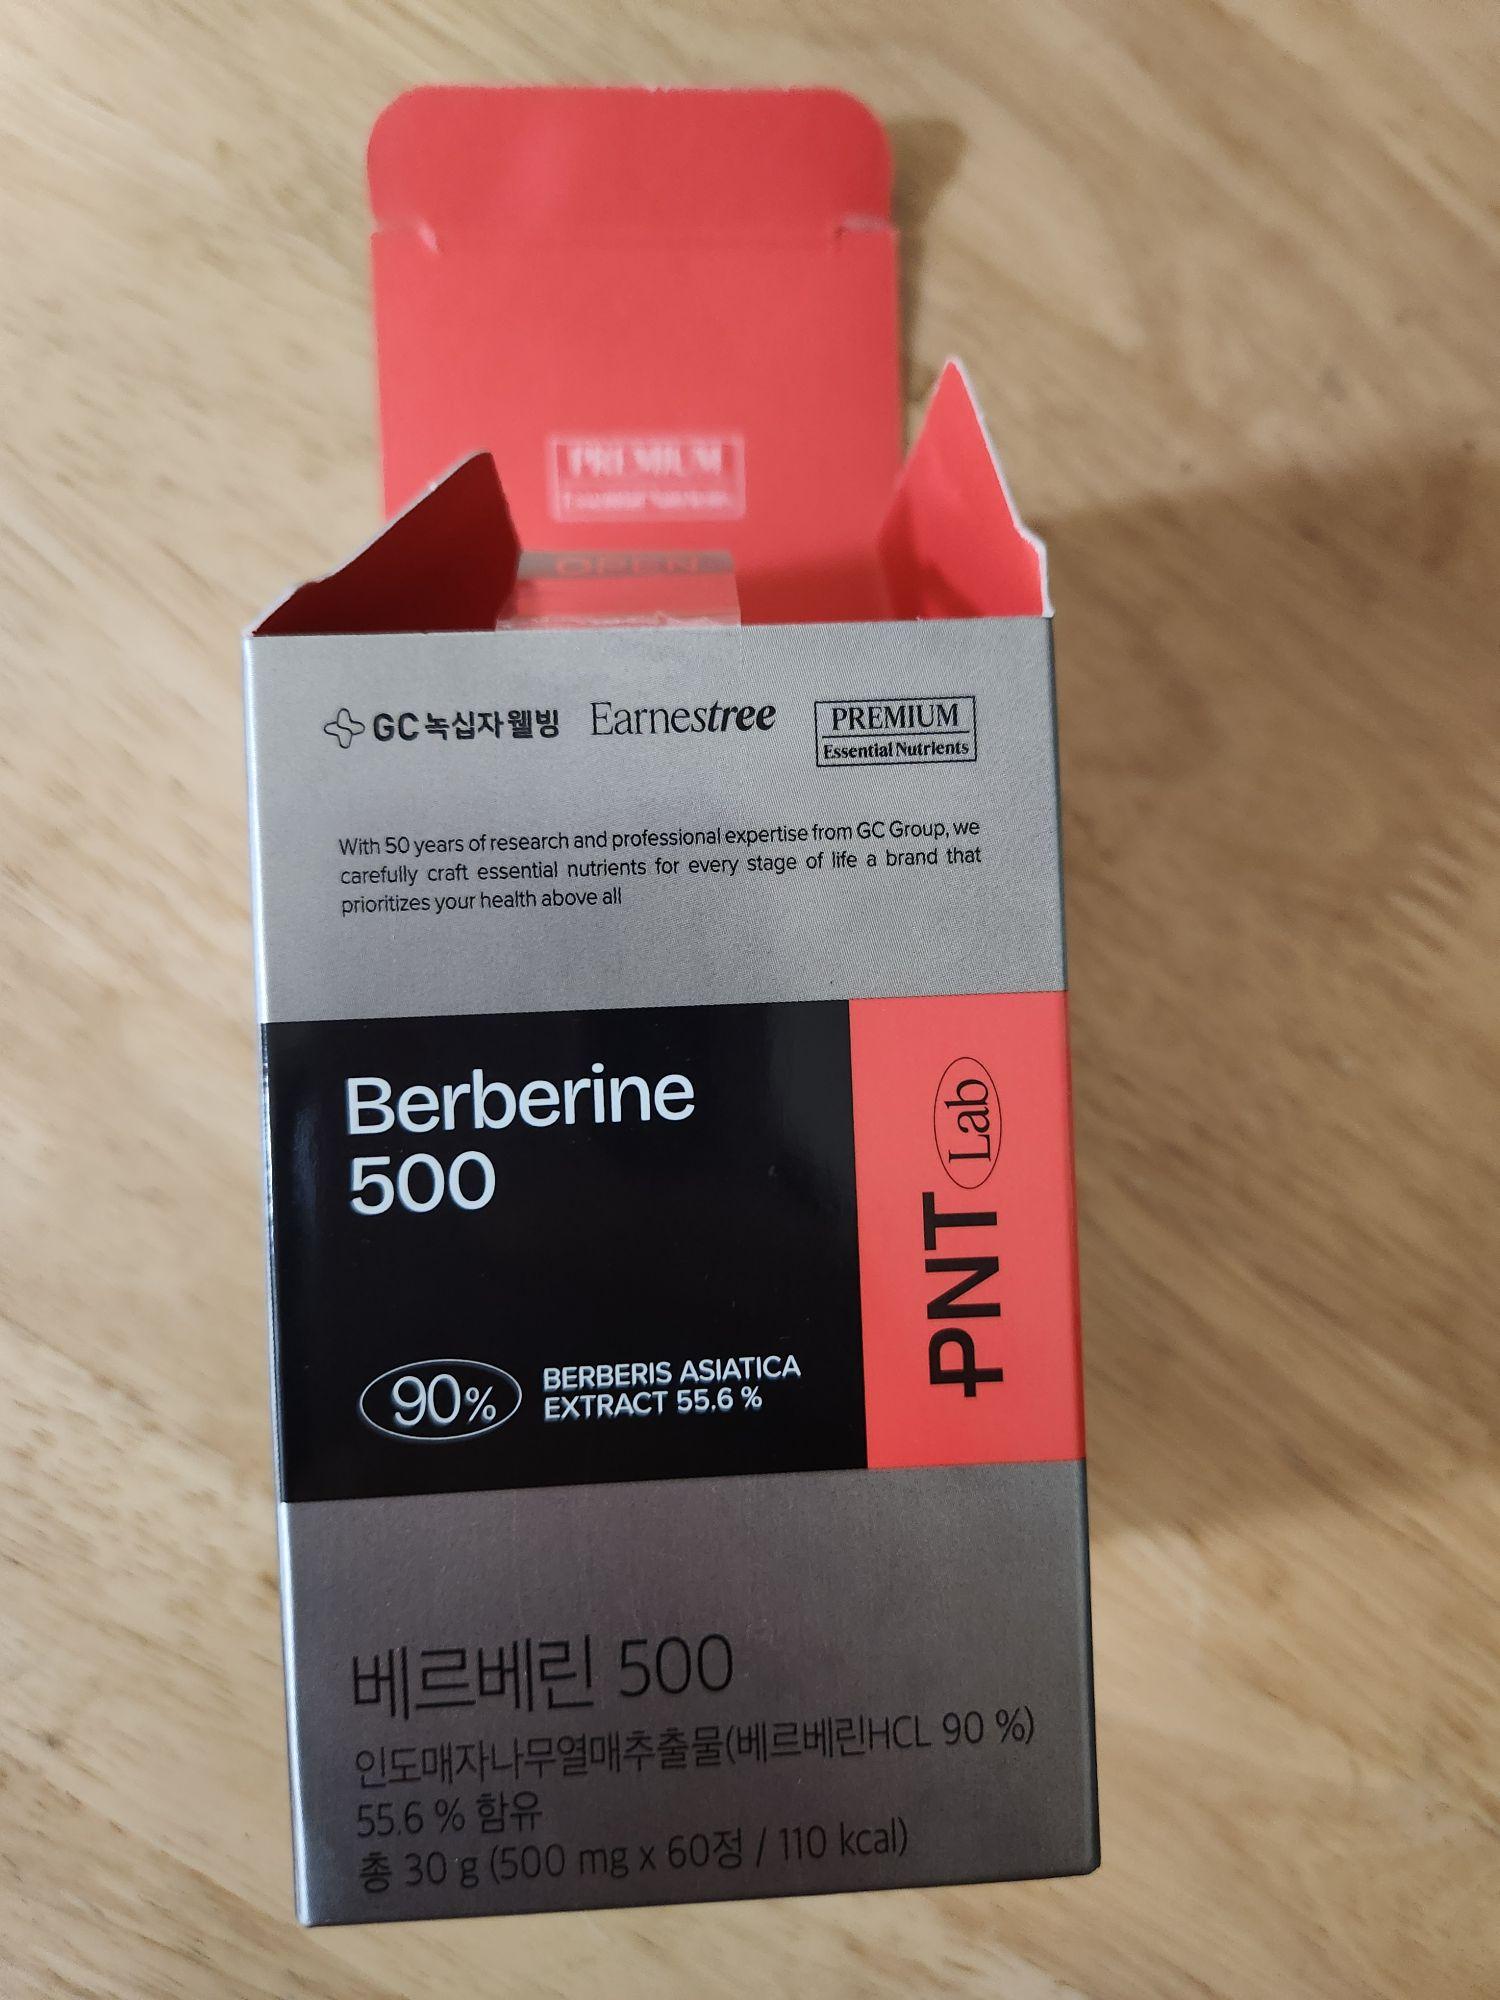 PREMIUM
OPEN
GC녹십자웰빙 Earnestree PREMIUM
Essential Nutrients
With 50 years of research and professional expertise from GC Group, we
carefully craft essential nutrients for every stage of life a brand that
prioritizes your health above all
Berberine
500
PNT Lab
90%
BERBERIS ASIATICA
EXTRACT 55.6 %
베르베린 500
인도매자나무열매추출물(베르베린HCL 90 %)
55.6 % 함유
총 30 g (500 mg x 60정 / 110 kcal)